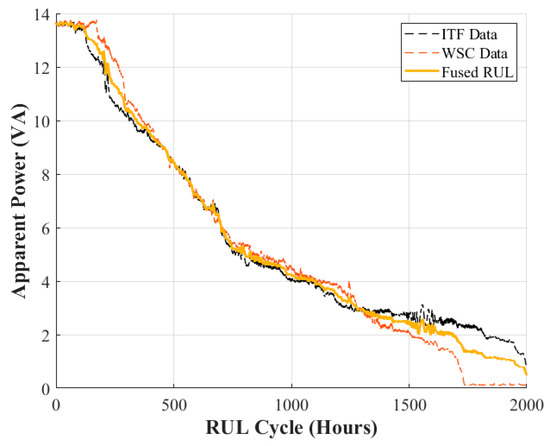 14
12
10
8
6
4
2
0
Apparent Power (VA)
ITF Data
WSC Data
Fused RUL
0 500 1000 1500 2000
RUL Cycle (Hours)